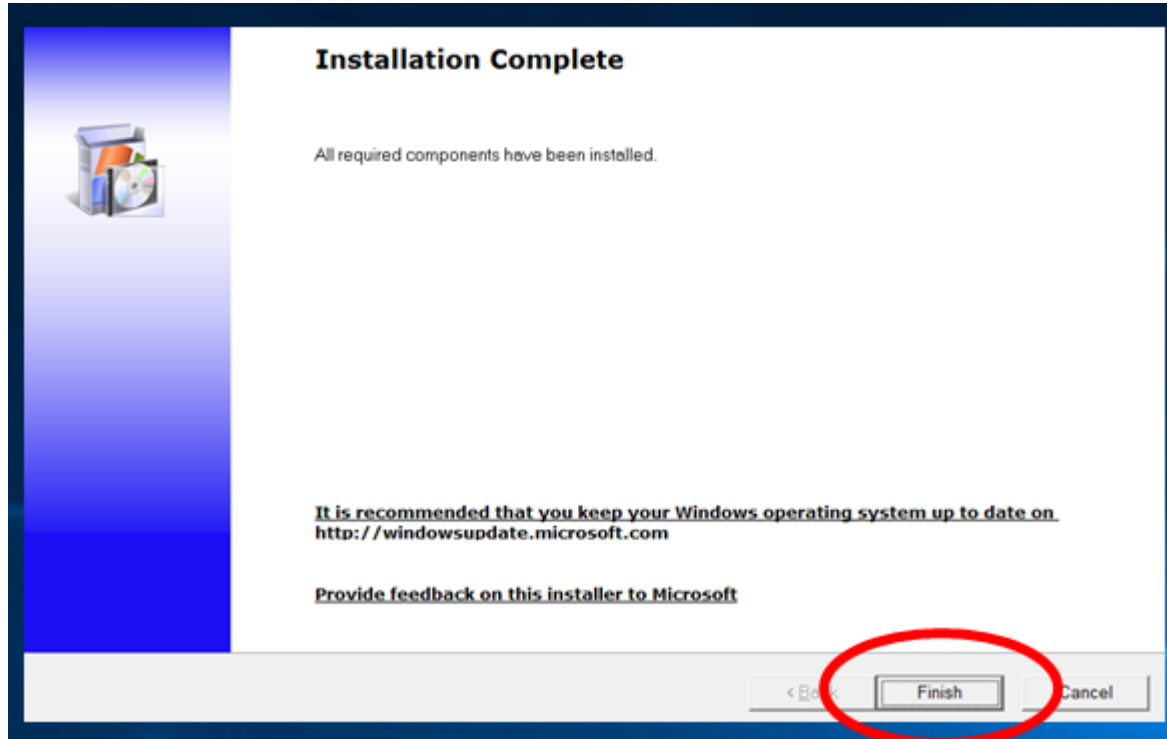 Installation Complete
All required components have been installed.
It is recommended that you keep your Windows operating system up to date on
http://windowsupdate.microsoft.com
Provide feedback on this installer to Microsoft
Finish
Cancel